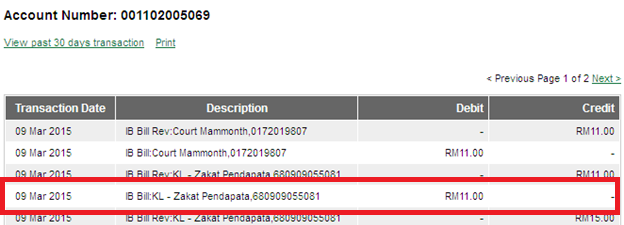 Account Number: 001102005069
View past 30 days transaction Print
< Previous Page 1 of 2 Next >
Transaction Date Description Debit Credit
09 Mar 2015 IB Bill Rev:Court Mammonth,0172019807 - RM11.00
09 Mar 2015 IB Bill:Court Mammonth,0172019807 RM11.00 -
09 Mar 2015 IB Bill Rev:KL - Zakat Pendapata,680909055081 - RM11.00
09 Mar 2015 IB Bill:KL - Zakat Pendapata,680909055081 RM11.00 -
09 Mar 2015 IB Bill Rev:KL - Zakat Pendapata,680909055081 - RM15.00